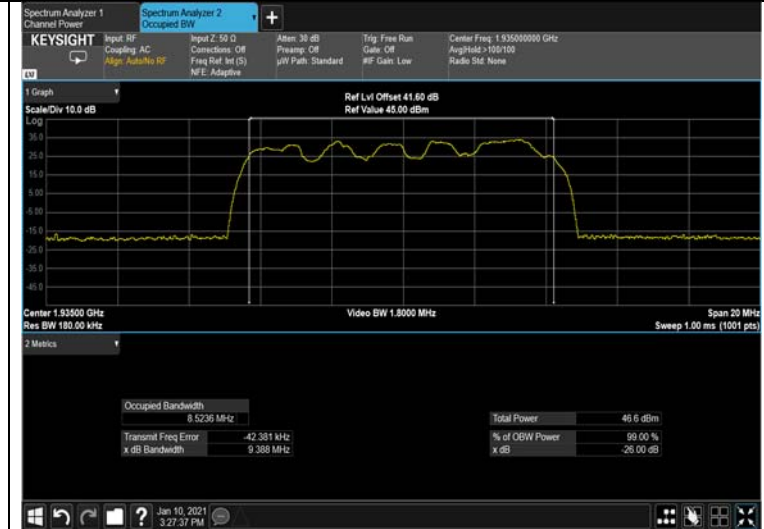 Spectrum Analyzer 1
Channel Power
Spectrum Analyzer 2
Occupied BW
+
KEYSIGHT
LXI
Input: RF
Coupling: AC
Align: Auto/No RF
Input Z: 50 Ω
Corrections: Off
Freq Ref: Int (S)
NFE: Adaptive
Atten: 30 dB
Preamp: Off
µW Path: Standard
Trig: Free Run
Gate: Off
#IF Gain: Low
Center Freq: 1.935000000 GHz
Avg|Hold:>100/100
Radio Std: None
1 Graph
Scale/Div 10.0 dB
Ref Lvl Offset 41.60 dB
Ref Value 45.00 dBm
Log
35.0
25.0
15.0
5.00
-5.00
-15.0
-25.0
-35.0
-45.0
Center 1.93500 GHz
Res BW 180.00 kHz
Video BW 1.8000 MHz
Span 20 MHz
Sweep 1.00 ms (1001 pts)
2 Metrics
Occupied Bandwidth
8.5236 MHz
Transmit Freq Error -42.381 kHz
x dB Bandwidth 9.388 MHz
Total Power 46.6 dBm
% of OBW Power 99.00 %
x dB -26.00 dB
?
Jan 10, 2021
3:27:37 PM